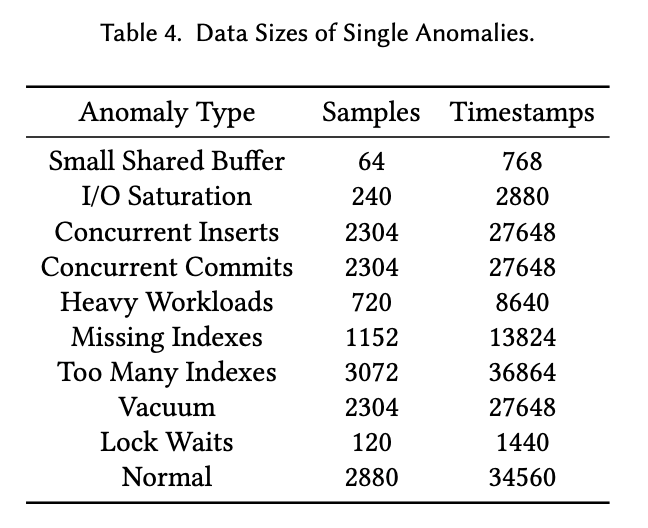 Table 4. Data Sizes of Single Anomalies.
Anomaly Type Samples Timestamps
Small Shared Buffer 64 768
I/O Saturation 240 2880
Concurrent Inserts 2304 27648
Concurrent Commits 2304 27648
Heavy Workloads 720 8640
Missing Indexes 1152 13824
Too Many Indexes 3072 36864
Vacuum 2304 27648
Lock Waits 120 1440
Normal 2880 34560